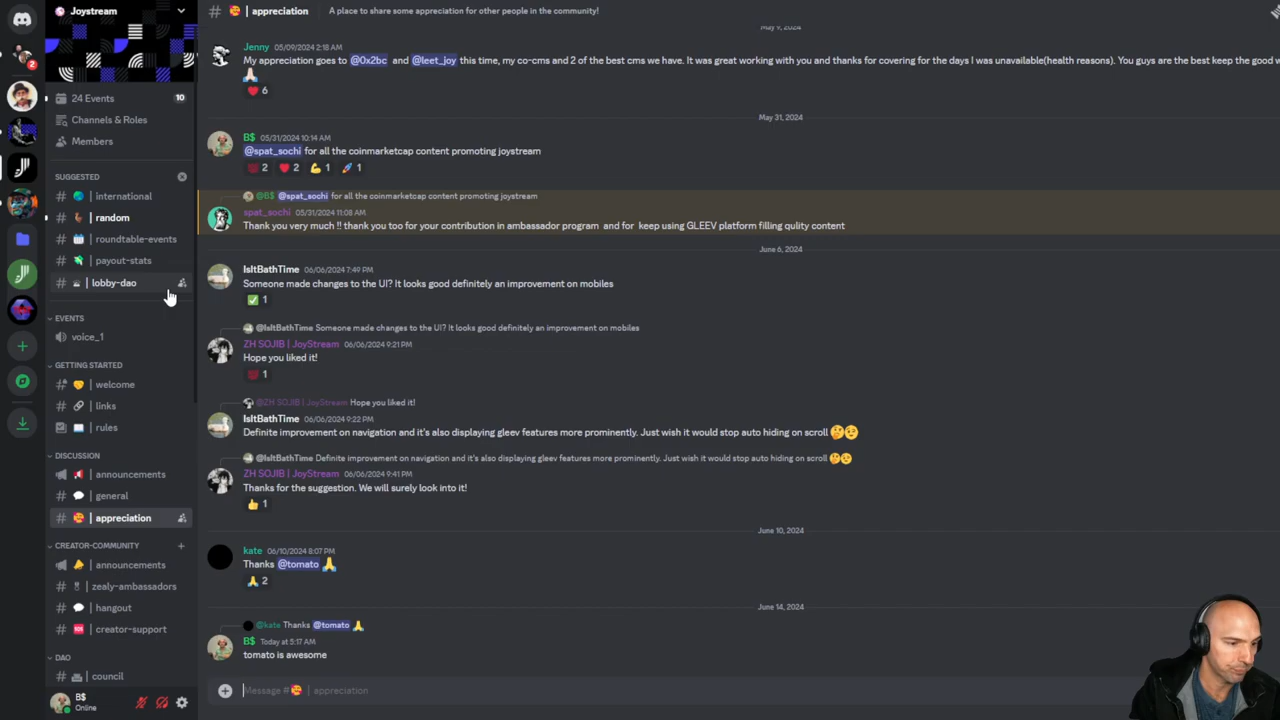 Joystream
24 Events
10
Channels & Roles
Members
SUGGESTED
| international
| random
| roundtable-events
| payout-stats
| lobby-dao
EVENTS
voice_1
GETTING STARTED
| welcome
| links
| rules
DISCUSSION
| announcements
| general
| appreciation
CREATOR-COMMUNITY
| announcements
| zealy-ambassadors
| hangout
| creator-support
DAO
| council
B$
Online
2
# 🥰 | appreciation | A place to share some appreciation for other people in the community!
May 9, 2024
Jenny 05/09/2024 2:18 AM
My appreciation goes to @0x2bc and @leet_joy this time, my co-cms and 2 of the best cms we have. It was great working with you and thanks for covering for the days I was unavailable(health reasons). You guys are the best keep the good w
🙏🏻
❤️ 6
May 31, 2024
B$ 05/31/2024 10:14 AM
@spat_sochi for all the coinmarketcap content promoting joystream
2 ❤️ 2 💪 1 🚀 1
@B$ @spat_sochi for all the coinmarketcap content promoting joystream
spat_sochi 05/31/2024 11:08 AM
Thank you very much !! thank you too for your contribution in ambassador program and for keep using GLEEV platform filling qulity content
June 6, 2024
IsItBathTime 06/06/2024 7:49 PM
Someone made changes to the UI? It looks good definitely an improvement on mobiles
✅ 1
@IsItBathTime Someone made changes to the UI? It looks good definitely an improvement on mobiles
ZH SOJIB | JoyStream 06/06/2024 9:21 PM
Hope you liked it!
1
@ZH SOJIB | JoyStream Hope you liked it!
IsItBathTime 06/06/2024 9:22 PM
Definite improvement on navigation and it's also displaying gleev features more prominently. Just wish it would stop auto hiding on scroll 🤔🤨
@IsItBathTime Definite improvement on navigation and it's also displaying gleev features more prominently. Just wish it would stop auto hiding on scroll 🤔🤨
ZH SOJIB | JoyStream 06/06/2024 9:41 PM
Thanks for the suggestion. We will surely look into it!
👍 1
June 10, 2024
kate 06/10/2024 8:07 PM
Thanks @tomato 🙏
🙏 2
June 14, 2024
@kate Thanks @tomato 🙏
B$ Today at 5:17 AM
tomato is awesome
Message # 🥰 | appreciation